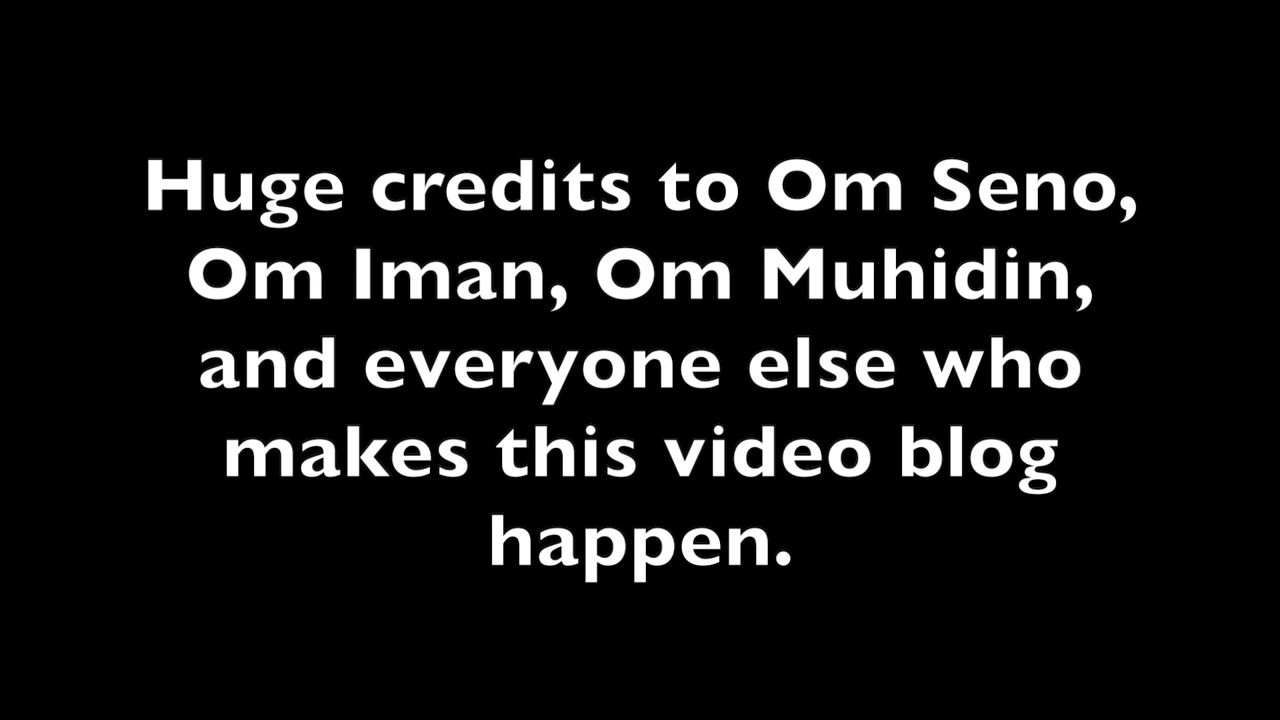 Huge credits to Om Seno,
Om Iman, Om Muhidin,
and everyone else who
makes this video blog
happen.